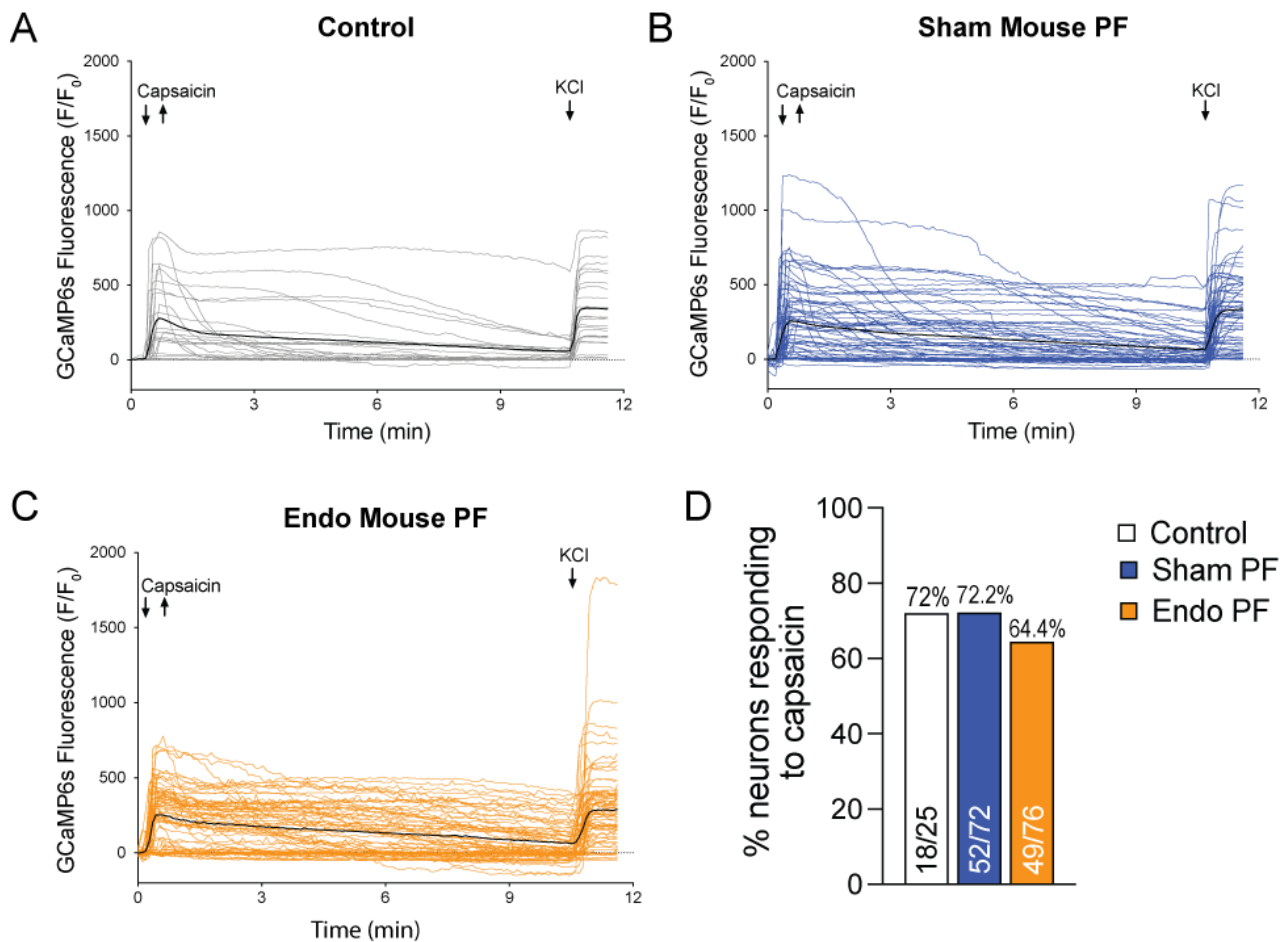 A
Control
GCaMP6s Fluorescence (F/F0)
2000
1500
1000
500
0
Capsaicin
KCl
0 3 6 9 12
Time (min)
B
Sham Mouse PF
GCaMP6s Fluorescence (F/F0)
2000
1500
1000
500
0
Capsaicin
KCl
0 3 6 9 12
Time (min)
C
Endo Mouse PF
GCaMP6s Fluorescence (F/F0)
2000
1500
1000
500
0
Capsaicin
KCl
0 3 6 9 12
Time (min)
D
% neurons responding
to capsaicin
100
80
60
40
20
0
72%
72.2%
64.4%
18/25
52/72
49/76
Control
Sham PF
Endo PF